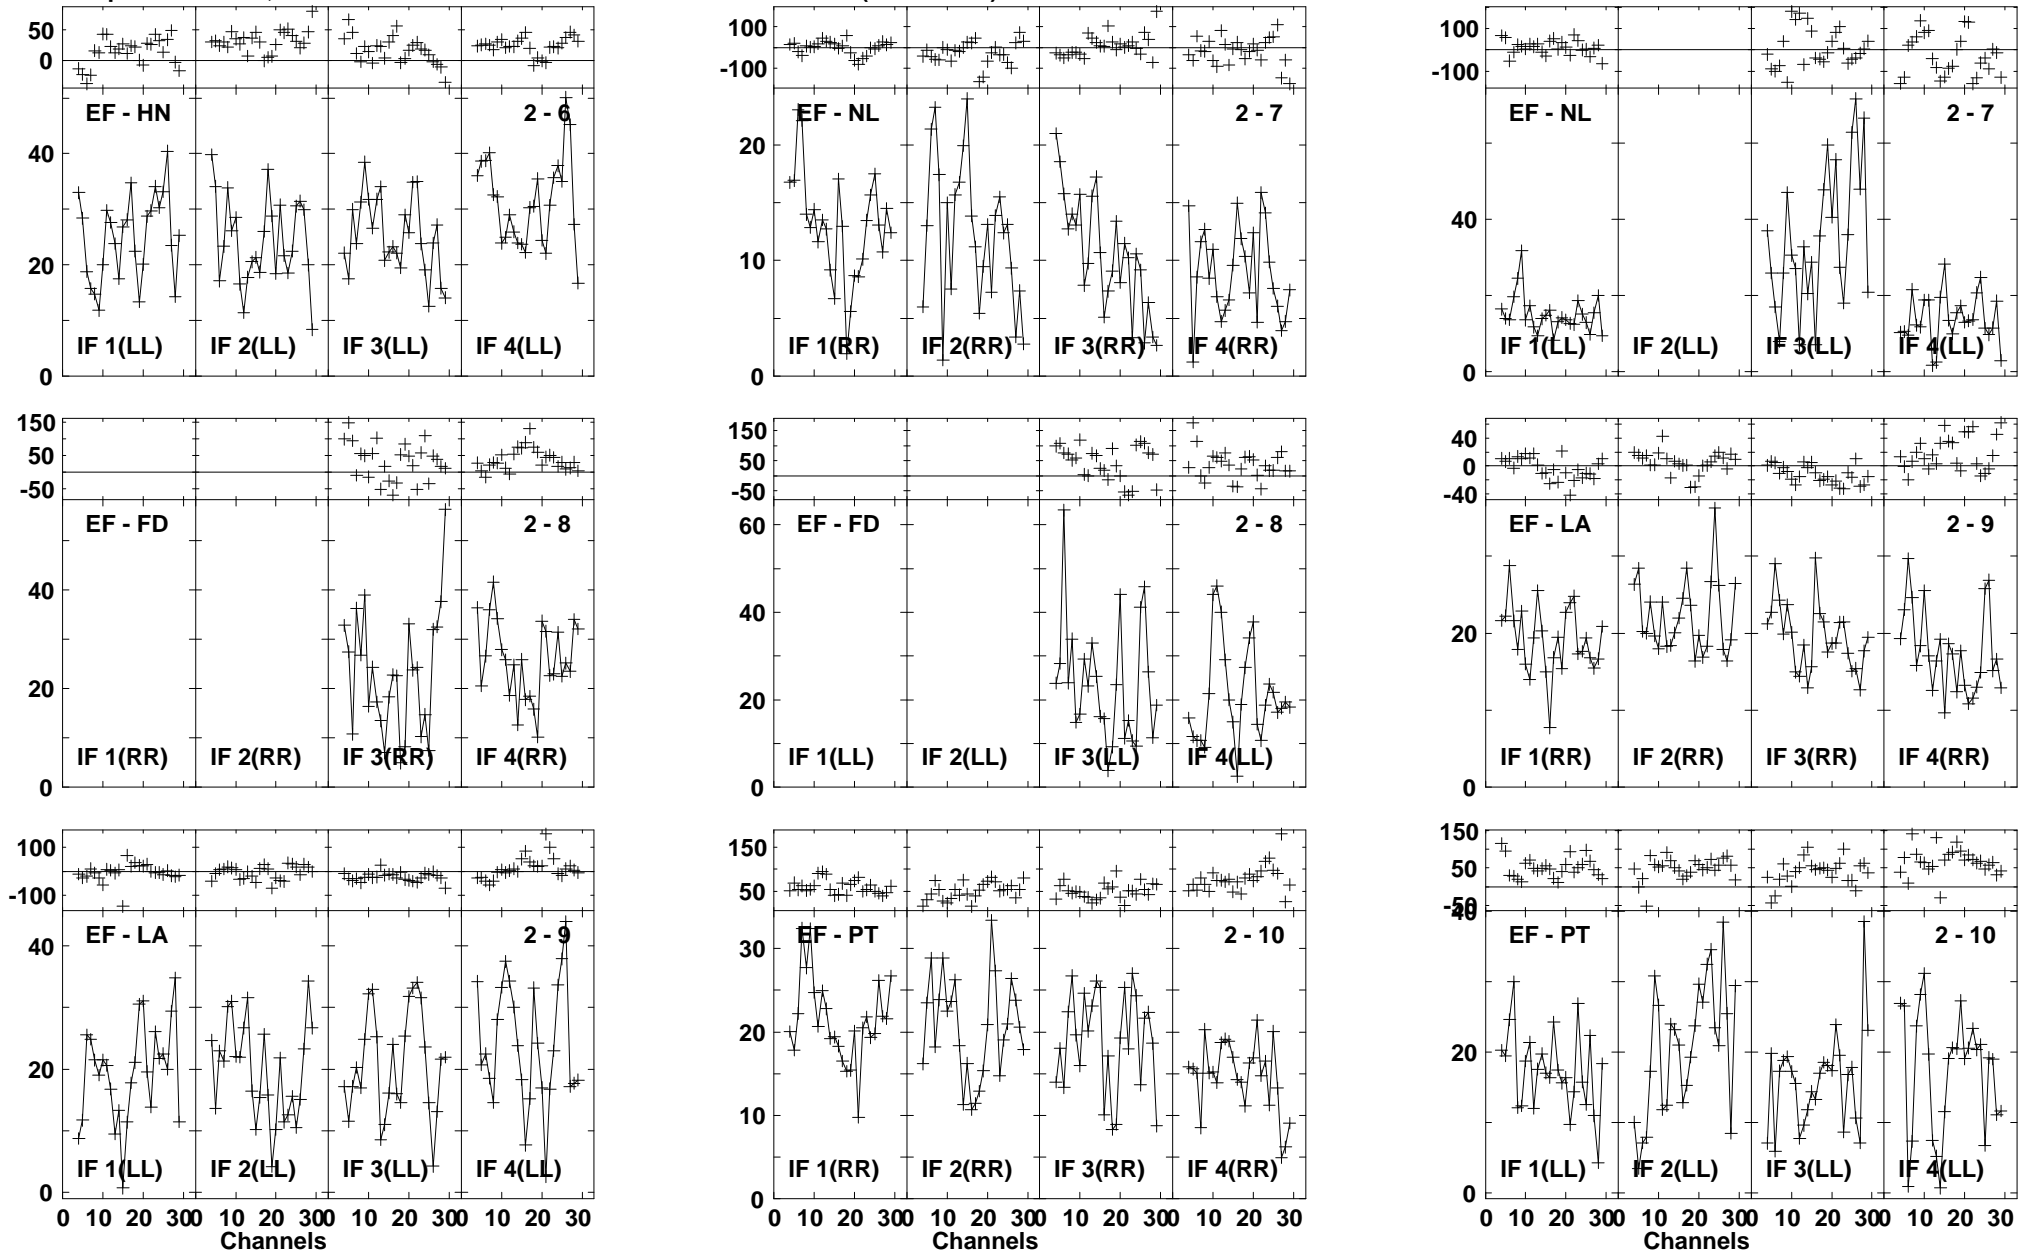 50
0
EF - HN 2 - 6
40
20
0
IF 1(LL) IF 2(LL) IF 3(LL) IF 4(LL)
100
-100
EF - NL 2 - 7
20
10
0
IF 1(RR) IF 2(RR) IF 3(RR) IF 4(RR)
100
-100
EF - NL 2 - 7
40
0
IF 1(LL) IF 2(LL) IF 3(LL) IF 4(LL)
150
50
-50
EF - FD 2 - 8
40
20
0
IF 1(RR) IF 2(RR) IF 3(RR) IF 4(RR)
150
50
-50
EF - FD 2 - 8
60
40
20
0
IF 1(LL) IF 2(LL) IF 3(LL) IF 4(LL)
40
0
-40
EF - LA 2 - 9
20
0
IF 1(RR) IF 2(RR) IF 3(RR) IF 4(RR)
100
-100
EF - LA 2 - 9
40
20
0
IF 1(LL) IF 2(LL) IF 3(LL) IF 4(LL)
0 10 20 30 0 10 20 30 0 10 20 30 0 10 20 30
Channels
150
50
EF - PT 2 - 10
30
20
10
0
IF 1(RR) IF 2(RR) IF 3(RR) IF 4(RR)
0 10 20 30 0 10 20 30 0 10 20 30 0 10 20 30
Channels
150
50
-50
40
EF - PT 2 - 10
20
0
IF 1(LL) IF 2(LL) IF 3(LL) IF 4(LL)
0 10 20 30 0 10 20 30 0 10 20 30 0 10 20 30
Channels